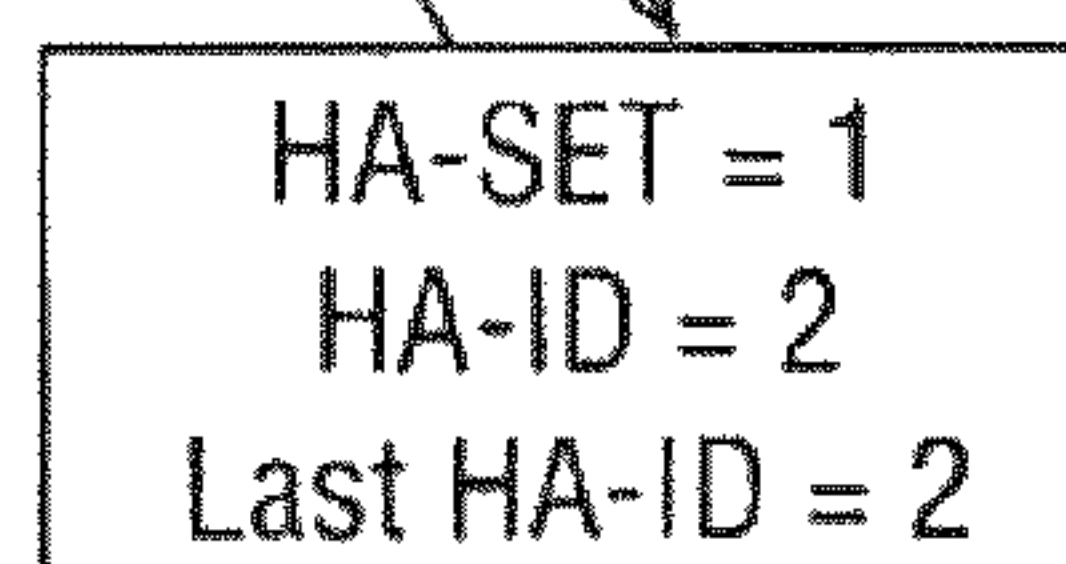 HA-SET = 1
HA-ID = 2
Last HA-ID = 2